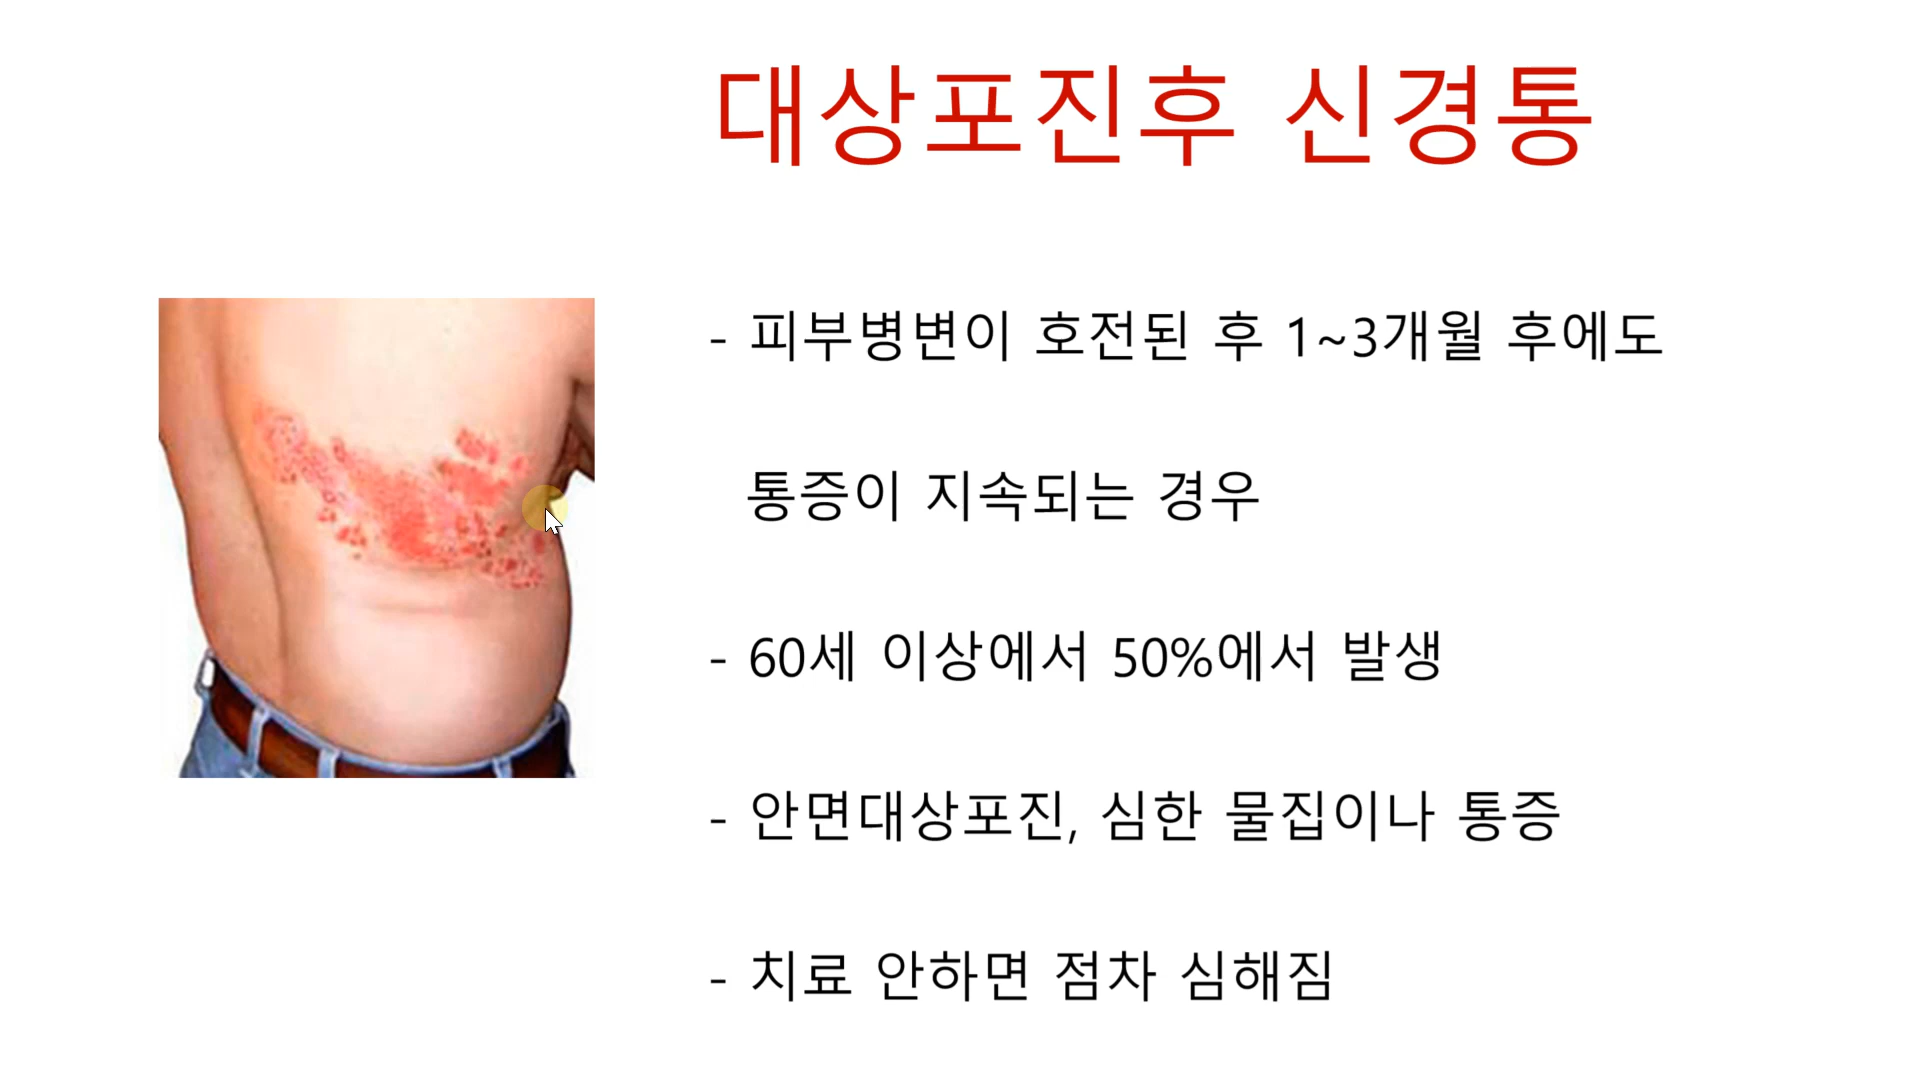 대상포진후 신경통
- 피부병변이 호전된 후 1~3개월 후에도
통증이 지속되는 경우
- 60세 이상에서 50%에서 발생
- 안면대상포진, 심한 물집이나 통증
- 치료 안하면 점차 심해짐